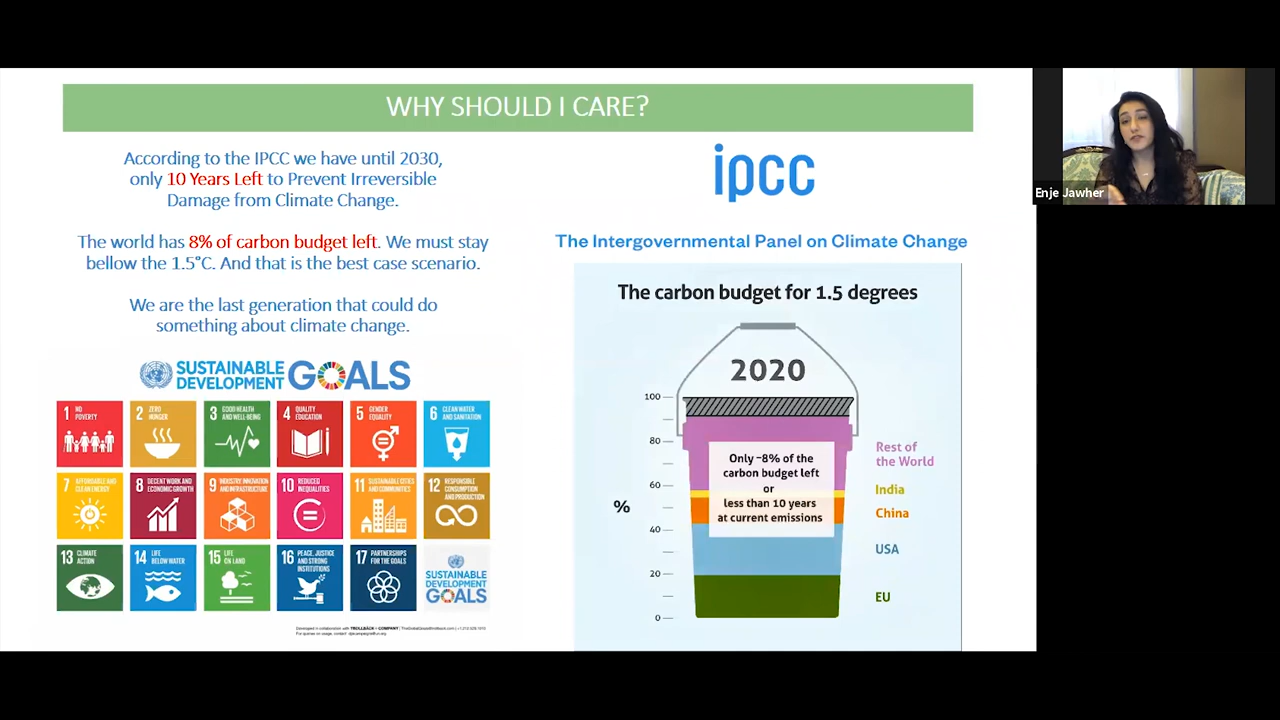 WHY SHOULD I CARE?
According to the IPCC we have until 2030,
only 10 Years Left to Prevent Irreversible
Damage from Climate Change.
The world has 8% of carbon budget left. We must stay
bellow the 1.5°C. And that is the best case scenario.
We are the last generation that could do
something about climate change.
SUSTAINABLE
DEVELOPMENT
GOALS
1 NO
POVERTY
2 ZERO
HUNGER
3 GOOD HEALTH
AND WELL-BEING
4 QUALITY
EDUCATION
5 GENDER
EQUALITY
6 CLEAN WATER
AND SANITATION
7 AFFORDABLE AND
CLEAN ENERGY
8 DECENT WORK AND
ECONOMIC GROWTH
9 INDUSTRY, INNOVATION
AND INFRASTRUCTURE
10 REDUCED
INEQUALITIES
11 SUSTAINABLE CITIES
AND COMMUNITIES
12 RESPONSIBLE
CONSUMPTION
AND PRODUCTION
13 CLIMATE
ACTION
14 LIFE
BELOW WATER
15 LIFE
ON LAND
16 PEACE, JUSTICE
AND STRONG
INSTITUTIONS
17 PARTNERSHIPS
FOR THE GOALS
SUSTAINABLE
DEVELOPMENT
GOALS
Developed in collaboration with TROLLBÄCK + COMPANY
ipcc
The Intergovernmental Panel on Climate Change
The carbon budget for 1.5 degrees
2020
100
80
60
40
20
0
%
Only ~8% of the
carbon budget left
or
less than 10 years
at current emissions
Rest of
the World
India
China
USA
EU
Enje Jawher